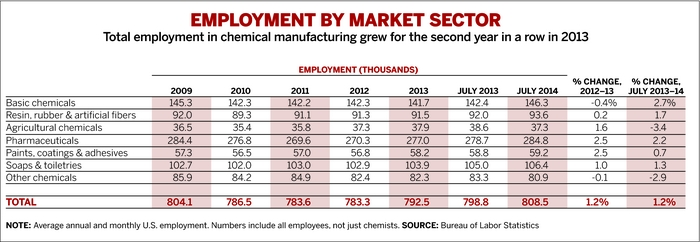 EMPLOYMENT BY MARKET SECTOR
Total employment in chemical manufacturing grew for the second year in a row in 2013
EMPLOYMENT (THOUSANDS) % CHANGE, % CHANGE,
2009 2010 2011 2012 2013 JULY 2013 JULY 2014 2012–13 JULY 2013–14
Basic chemicals 145.3 142.3 142.2 142.3 141.7 142.4 146.3 -0.4% 2.7%
Resin, rubber & artificial fibers 92.0 89.3 91.1 91.3 91.5 92.0 93.6 0.2 1.7
Agricultural chemicals 36.5 35.4 35.8 37.3 37.9 38.6 37.3 1.6 -3.4
Pharmaceuticals 284.4 276.8 269.6 270.3 277.0 278.7 284.8 2.5 2.2
Paints, coatings & adhesives 57.3 56.5 57.0 56.8 58.2 58.8 59.2 2.5 0.7
Soaps & toiletries 102.7 102.0 103.0 102.9 103.9 105.0 106.4 1.0 1.3
Other chemicals 85.9 84.2 84.9 82.4 82.3 83.3 80.9 -0.1 -2.9
TOTAL 804.1 786.5 783.6 783.3 792.5 798.8 808.5 1.2% 1.2%
NOTE: Average annual and monthly U.S. employment. Numbers include all employees, not just chemists. SOURCE: Bureau of Labor Statistics